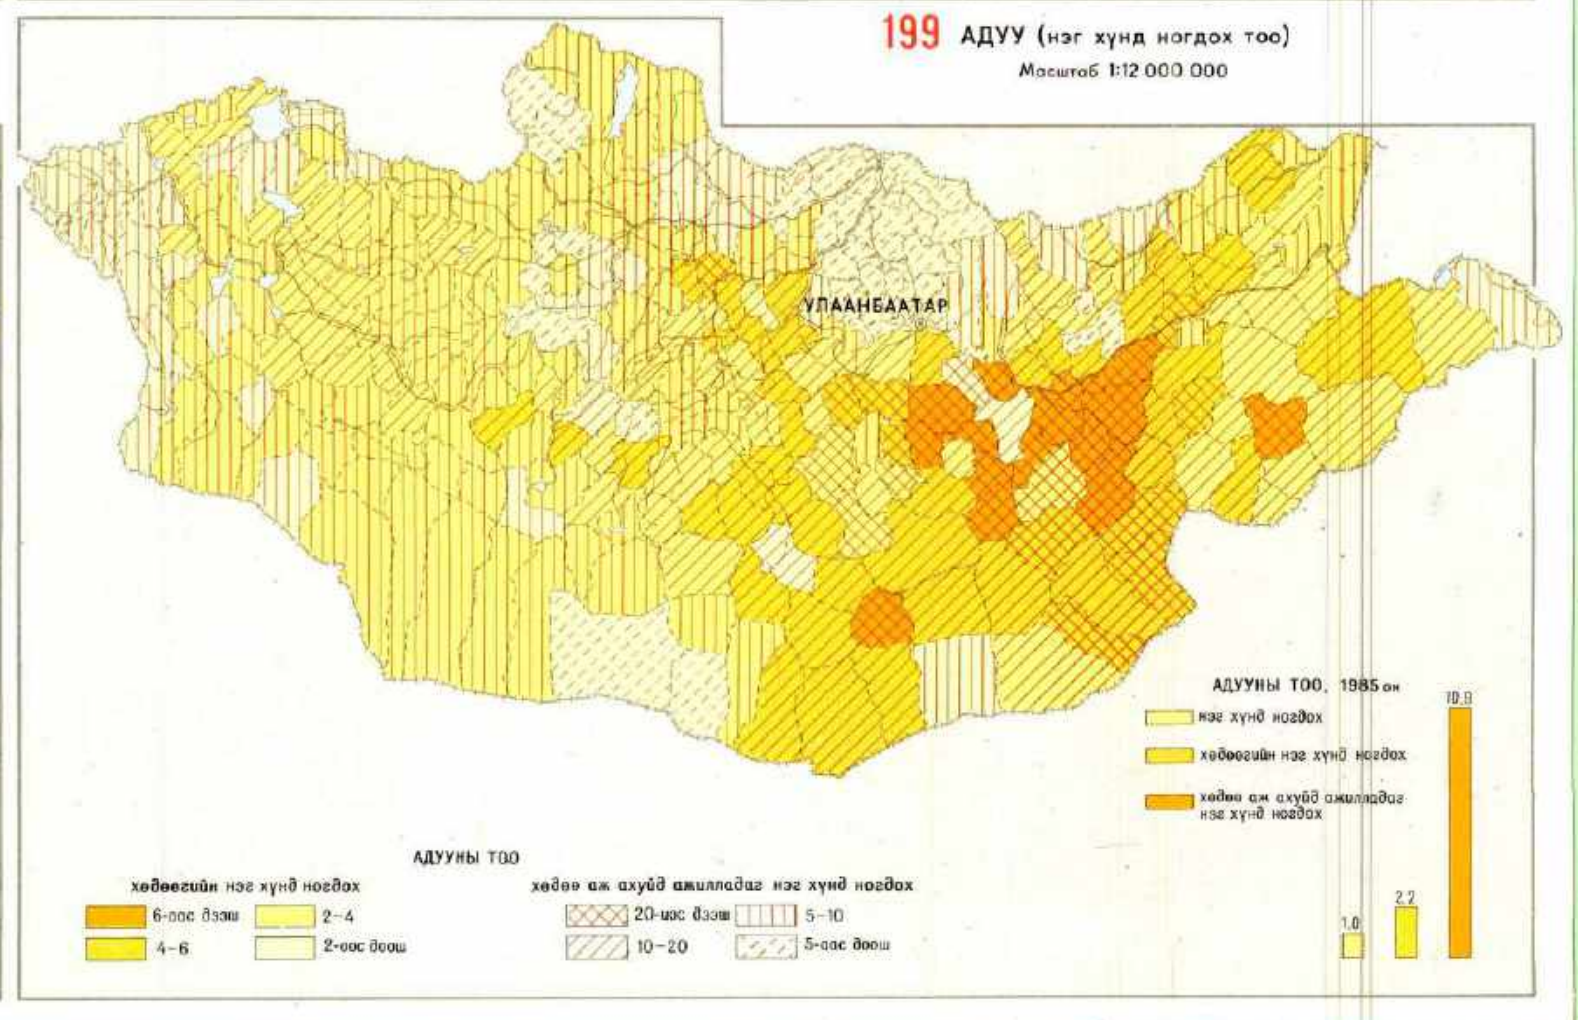 199 АДУУ (нэг хүнд ногдох тоо)
Масштаб 1:12 000 000
УЛААНБААТАР
АДУУНЫ ТОО, 1985 он
нэг хүнд ногдох
хөдөөгийн нэг хүнд ногдох
хөдөө аж ахуйд ажилладаг
нэг хүнд ногдох
10,9
2,2
1,0
АДУУНЫ ТОО
хөдөөгийн нэг хүнд ногдох
6-аас дээш
2-4
4-6
2-оос доош
хөдөө аж ахуйд ажилладаг нэг хүнд ногдох
20-иос дээш
5-10
10-20
5-аас доош